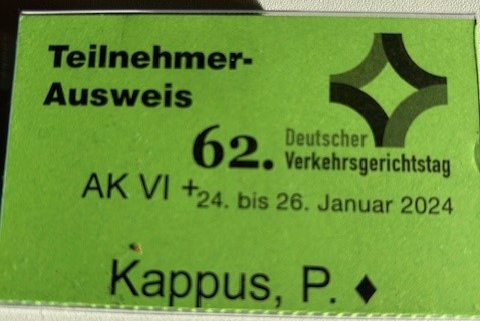 Teilnehmer-
Ausweis
62. Deutscher
Verkehrsgerichtstag
AK VI +
24. bis 26. Januar 2024
Kappus, P. ♦